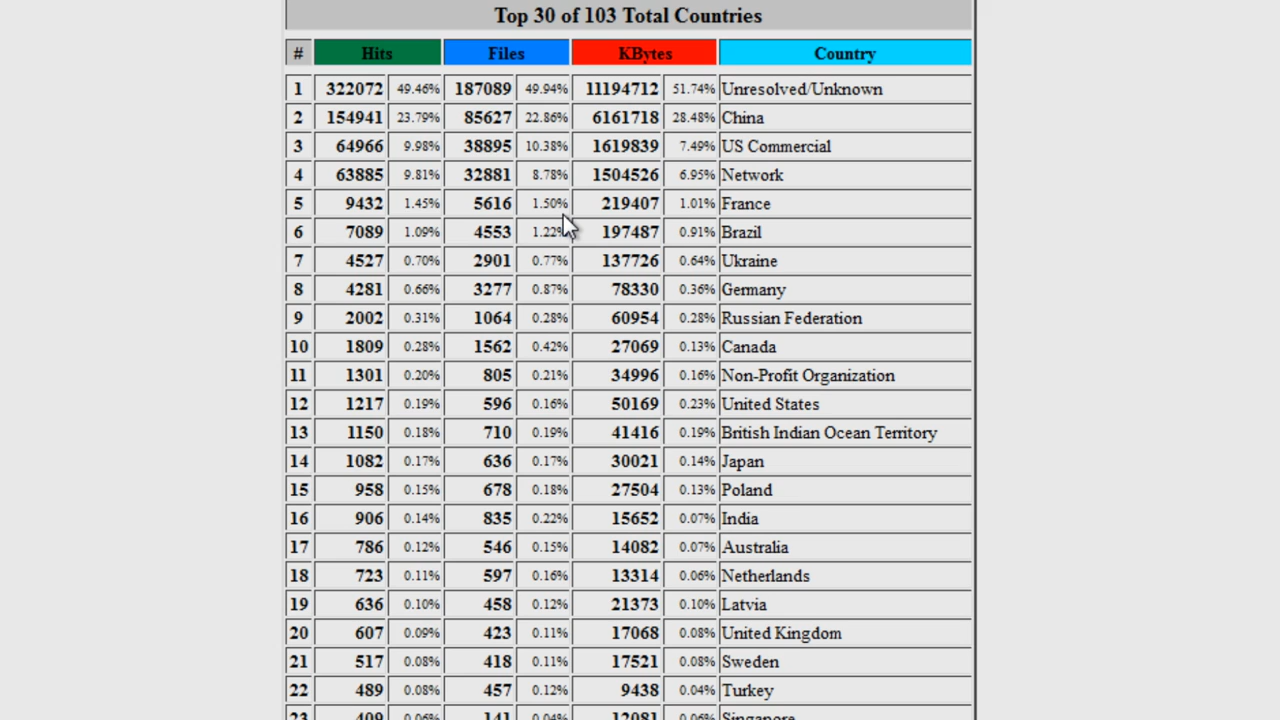 Top 30 of 103 Total Countries
# Hits Files KBytes Country
1 322072 49.46% 187089 49.94% 11194712 51.74% Unresolved/Unknown
2 154941 23.79% 85627 22.86% 6161718 28.48% China
3 64966 9.98% 38895 10.38% 1619839 7.49% US Commercial
4 63885 9.81% 32881 8.78% 1504526 6.95% Network
5 9432 1.45% 5616 1.50% 219407 1.01% France
6 7089 1.09% 4553 1.22% 197487 0.91% Brazil
7 4527 0.70% 2901 0.77% 137726 0.64% Ukraine
8 4281 0.66% 3277 0.87% 78330 0.36% Germany
9 2002 0.31% 1064 0.28% 60954 0.28% Russian Federation
10 1809 0.28% 1562 0.42% 27069 0.13% Canada
11 1301 0.20% 805 0.21% 34996 0.16% Non-Profit Organization
12 1217 0.19% 596 0.16% 50169 0.23% United States
13 1150 0.18% 710 0.19% 41416 0.19% British Indian Ocean Territory
14 1082 0.17% 636 0.17% 30021 0.14% Japan
15 958 0.15% 678 0.18% 27504 0.13% Poland
16 906 0.14% 835 0.22% 15652 0.07% India
17 786 0.12% 546 0.15% 14082 0.07% Australia
18 723 0.11% 597 0.16% 13314 0.06% Netherlands
19 636 0.10% 458 0.12% 21373 0.10% Latvia
20 607 0.09% 423 0.11% 17068 0.08% United Kingdom
21 517 0.08% 418 0.11% 17521 0.08% Sweden
22 489 0.08% 457 0.12% 9438 0.04% Turkey
23 409 0.06% 141 0.04% 12081 0.06% Singapore